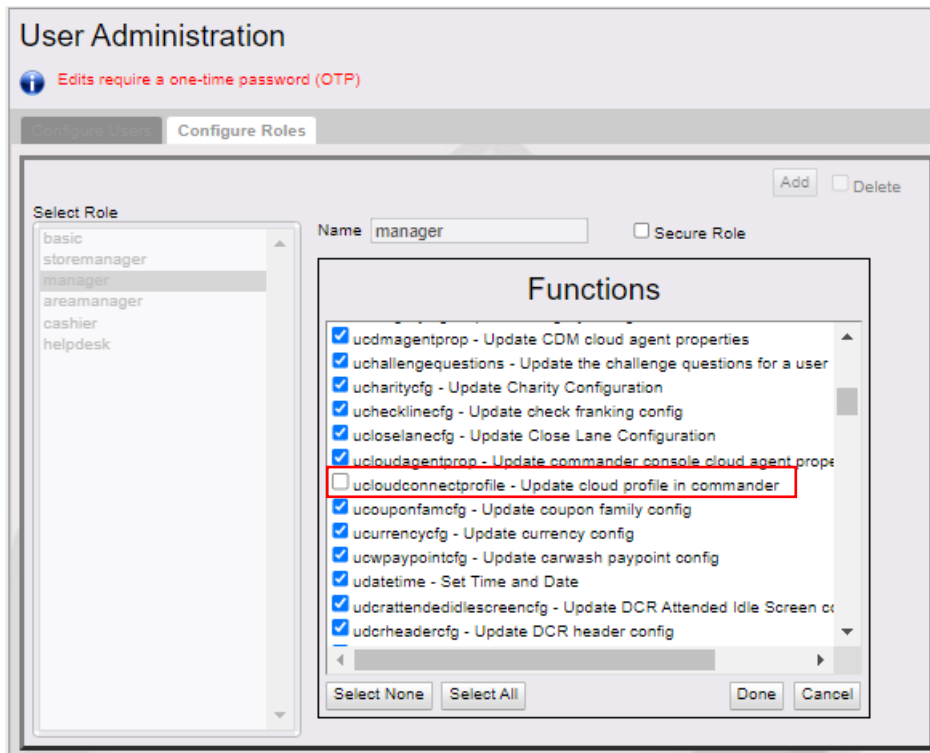 User Administration
Edits require a one-time password (OTP)
Configure Users Configure Roles
Add Delete
Select Role
basic
storemanager
manager
areamanager
cashier
helpdesk
Name manager Secure Role
Functions
ucdmagentprop - Update CDM cloud agent properties
uchallengequestions - Update the challenge questions for a user
ucharitycfg - Update Charity Configuration
uchecklinecfg - Update check franking config
ucloselanecfg - Update Close Lane Configuration
ucloudagentprop - Update commander console cloud agent prope
ucloudconnectprofile - Update cloud profile in commander
ucouponfamcfg - Update coupon family config
ucurrencycfg - Update currency config
ucwpaypointcfg - Update carwash paypoint config
udatetime - Set Time and Date
udcrattendedidlescreencfg - Update DCR Attended Idle Screen co
udcrheadercfg - Update DCR header config
Select None Select All Done Cancel